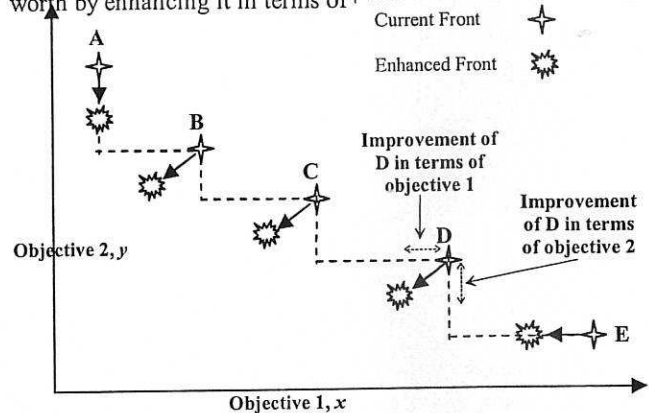 worth by enhancing it in terms of
Current Front
A
Enhanced Front
B
Improvement of
D in terms of
objective 1
C
Improvement
of D in terms
of objective 2
D
Objective 2, y
E
Objective 1, x